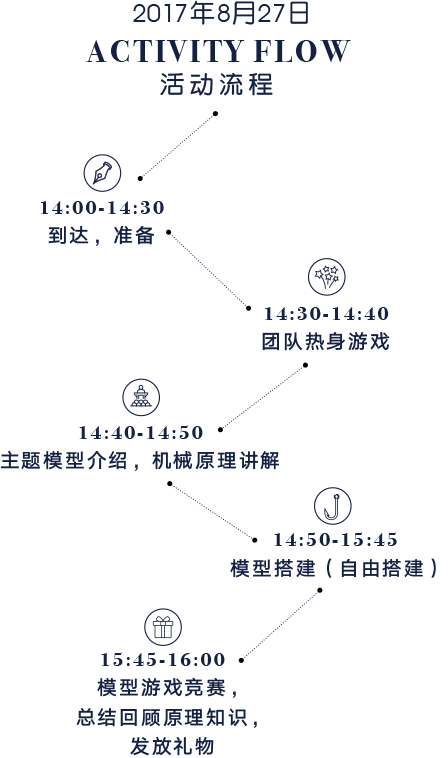 2017年8月27日
ACTIVITY FLOW
活动流程
14:00-14:30
到达，准备
14:30-14:40
团队热身游戏
14:40-14:50
主题模型介绍，机械原理讲解
14:50-15:45
模型搭建（自由搭建）
15:45-16:00
模型游戏竞赛，
总结回顾原理知识，
发放礼物